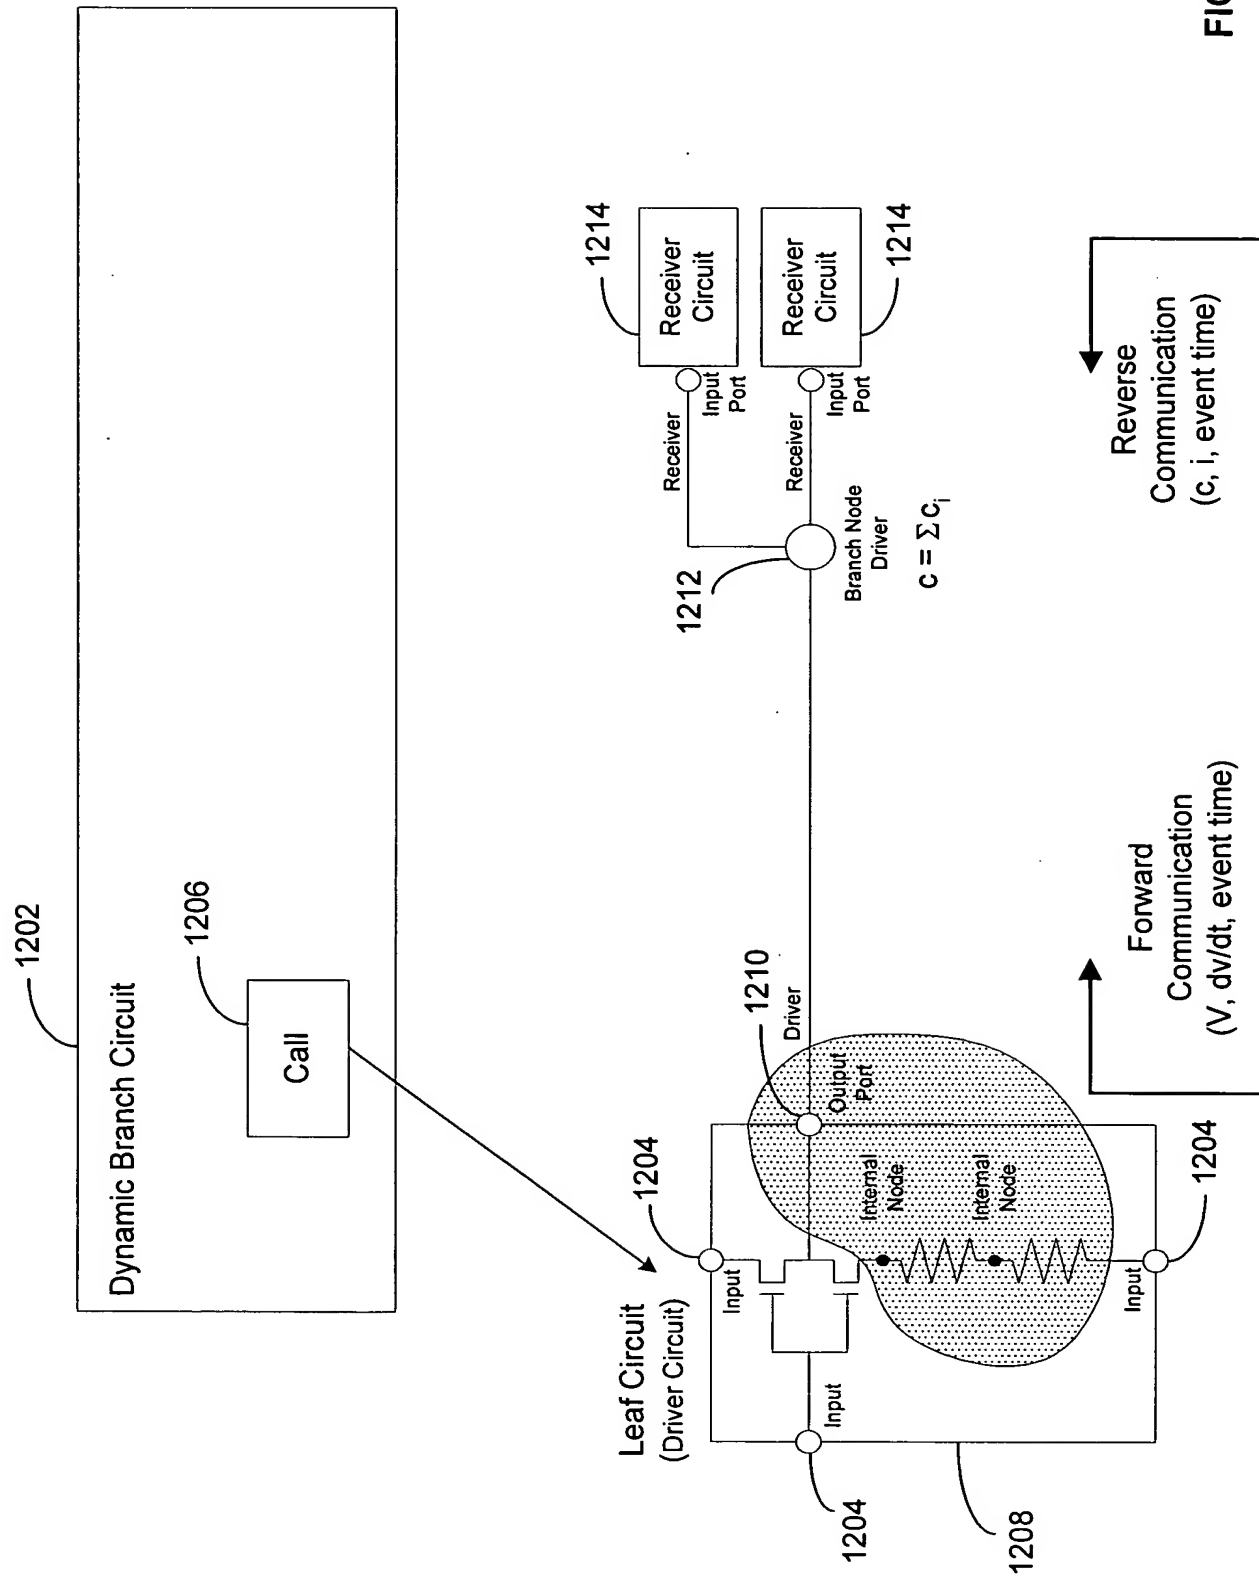 1202
Dynamic Branch Circuit
1206
Call
Leaf Circuit
(Driver Circuit)
1204
Input
1204
Input
1208
Input
1204
Internal
Node
Internal
Node
1210
Output
Port
Driver
1212
Branch Node
Driver
c = Σ cᵢ
Receiver
Receiver
Input
Port
Input
Port
1214
Receiver
Circuit
Receiver
Circuit
1214
Forward
Communication
(V, dv/dt, event time)
Reverse
Communication
(c, i, event time)